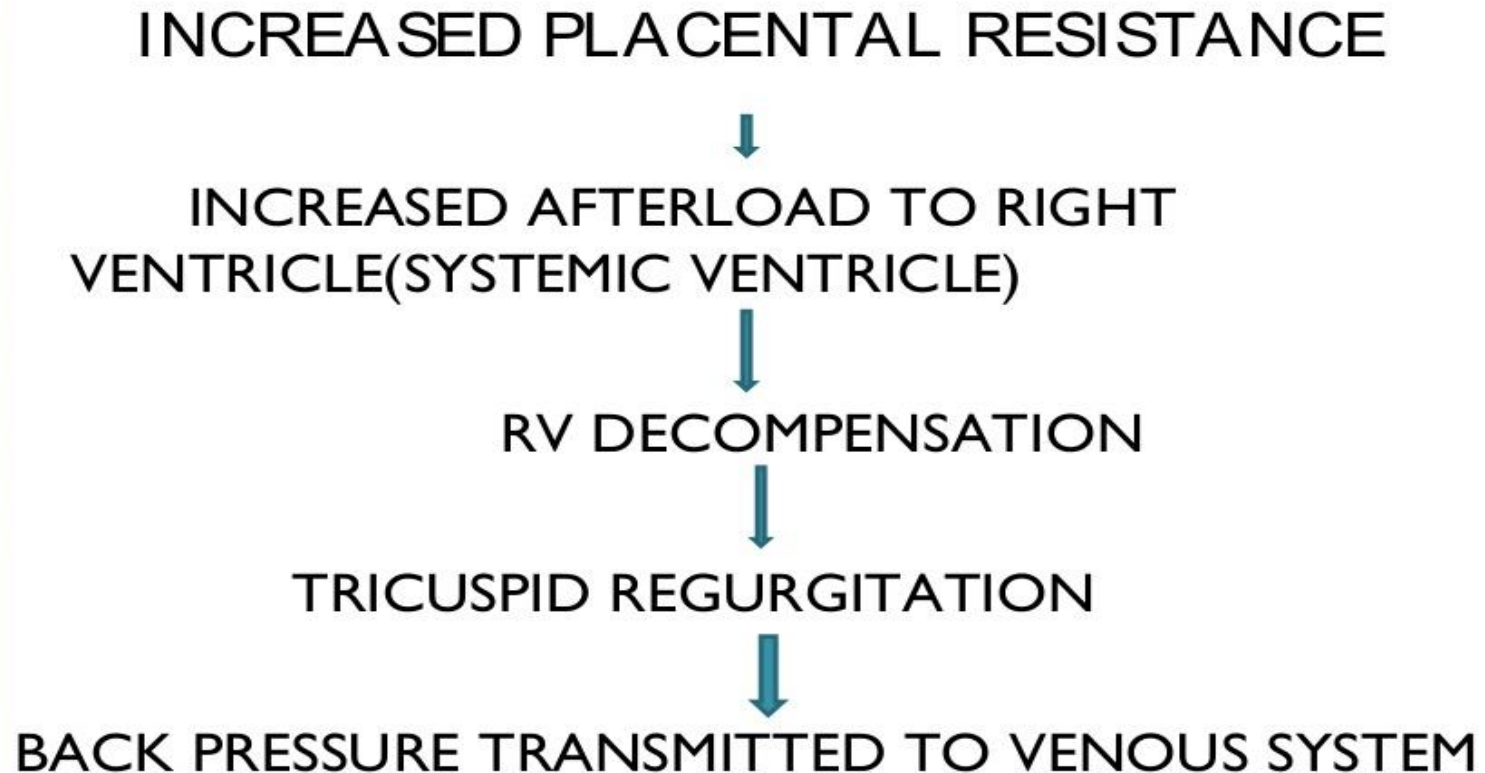 INCREASED PLACENTAL RESISTANCE
INCREASED AFTERLOAD TO RIGHT
VENTRICLE(SYSTEMIC VENTRICLE)
RV DECOMPENSATION
TRICUSPID REGURGITATION
BACK PRESSURE TRANSMITTED TO VENOUS SYSTEM